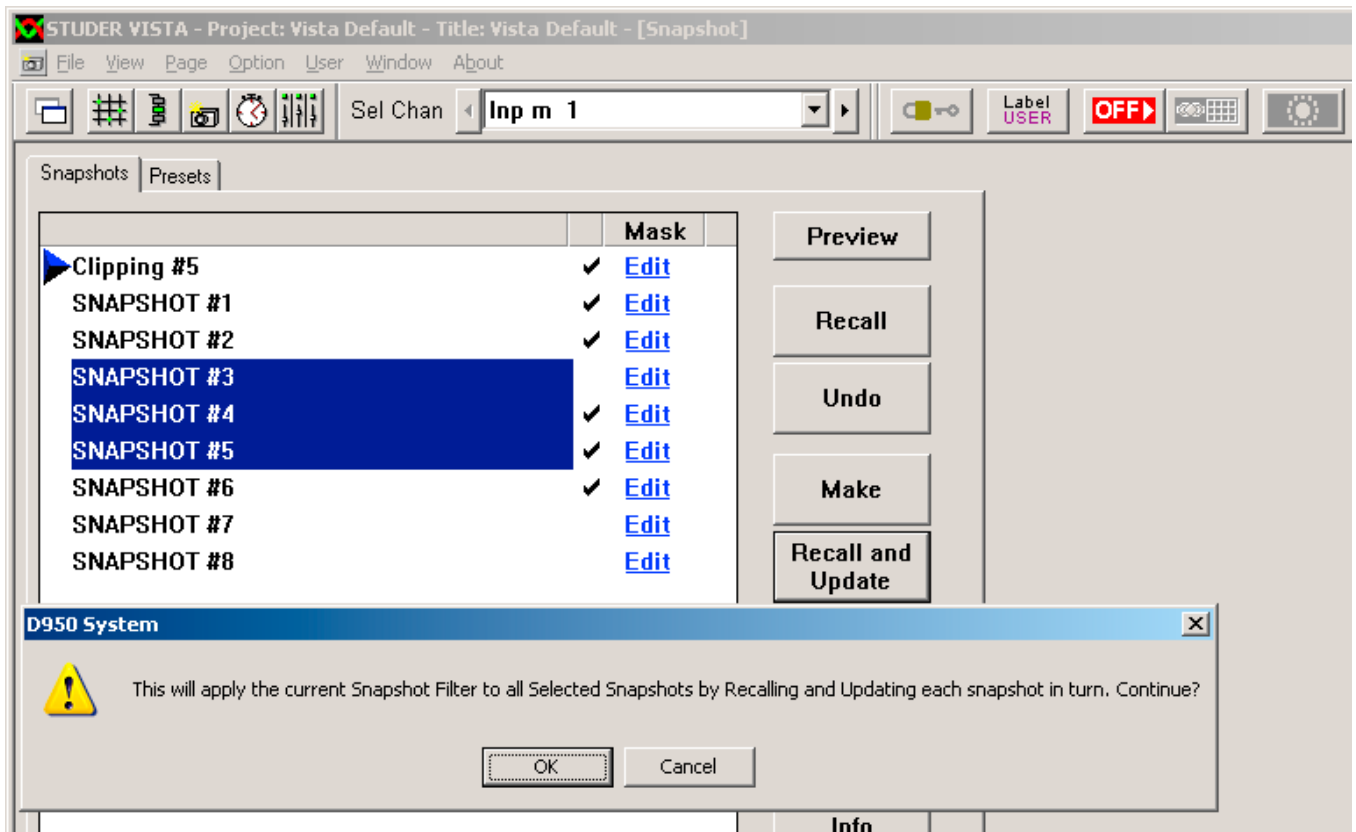 STUDER VISTA - Project: Vista Default - Title: Vista Default - [Snapshot]
File View Page Option User Window About
Sel Chan Inp m 1 Label USER OFF
Snapshots Presets
Mask
Clipping #5 ✔ Edit
SNAPSHOT #1 ✔ Edit
SNAPSHOT #2 ✔ Edit
SNAPSHOT #3 Edit
SNAPSHOT #4 ✔ Edit
SNAPSHOT #5 ✔ Edit
SNAPSHOT #6 ✔ Edit
SNAPSHOT #7 Edit
SNAPSHOT #8 Edit
Preview
Recall
Undo
Make
Recall and
Update
D950 System
This will apply the current Snapshot Filter to all Selected Snapshots by Recalling and Updating each snapshot in turn. Continue?
OK Cancel
Info